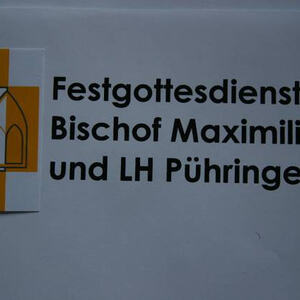 Festgottesdienst
Bischof Maximili
und LH Pühringe